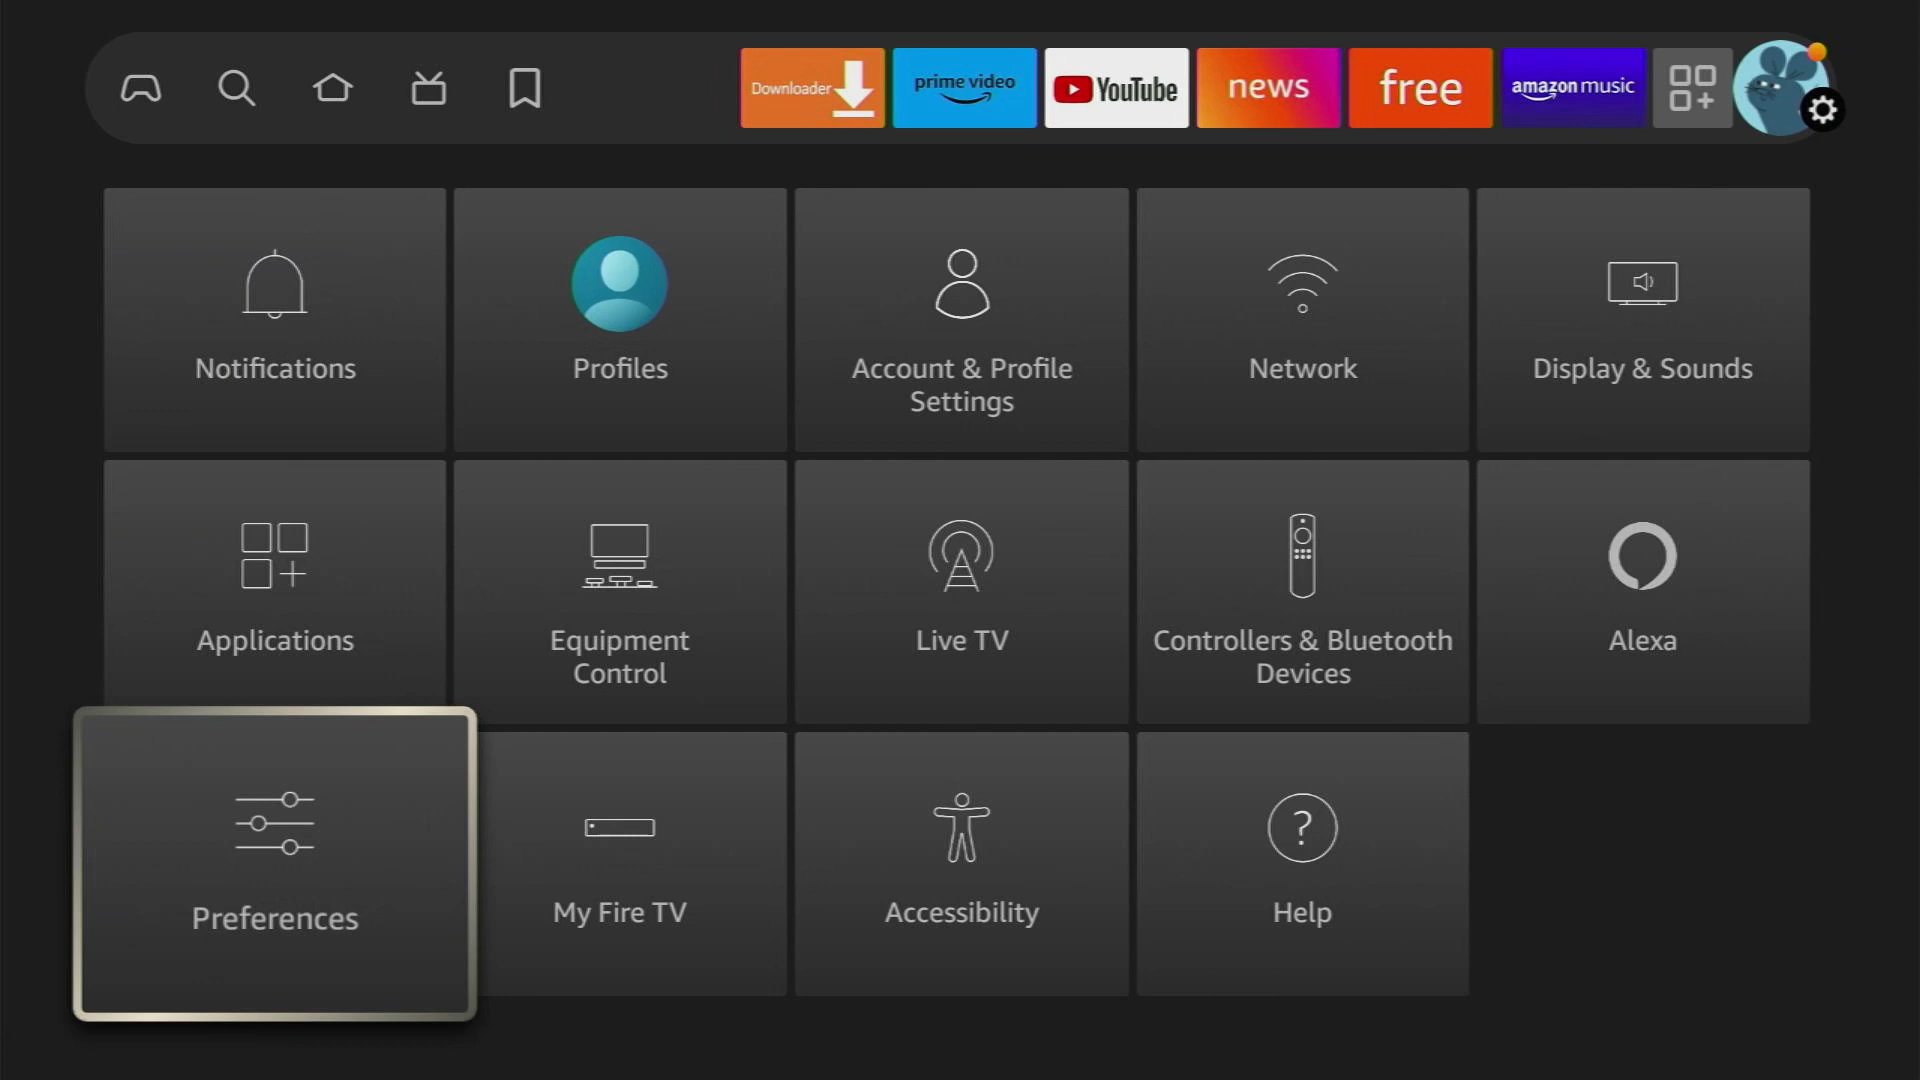 Downloader
prime video
YouTube
news
free
amazon music
Notifications
Profiles
Account & Profile
Settings
Network
Display & Sounds
Applications
Equipment
Control
Live TV
Controllers & Bluetooth
Devices
Alexa
Preferences
My Fire TV
Accessibility
Help